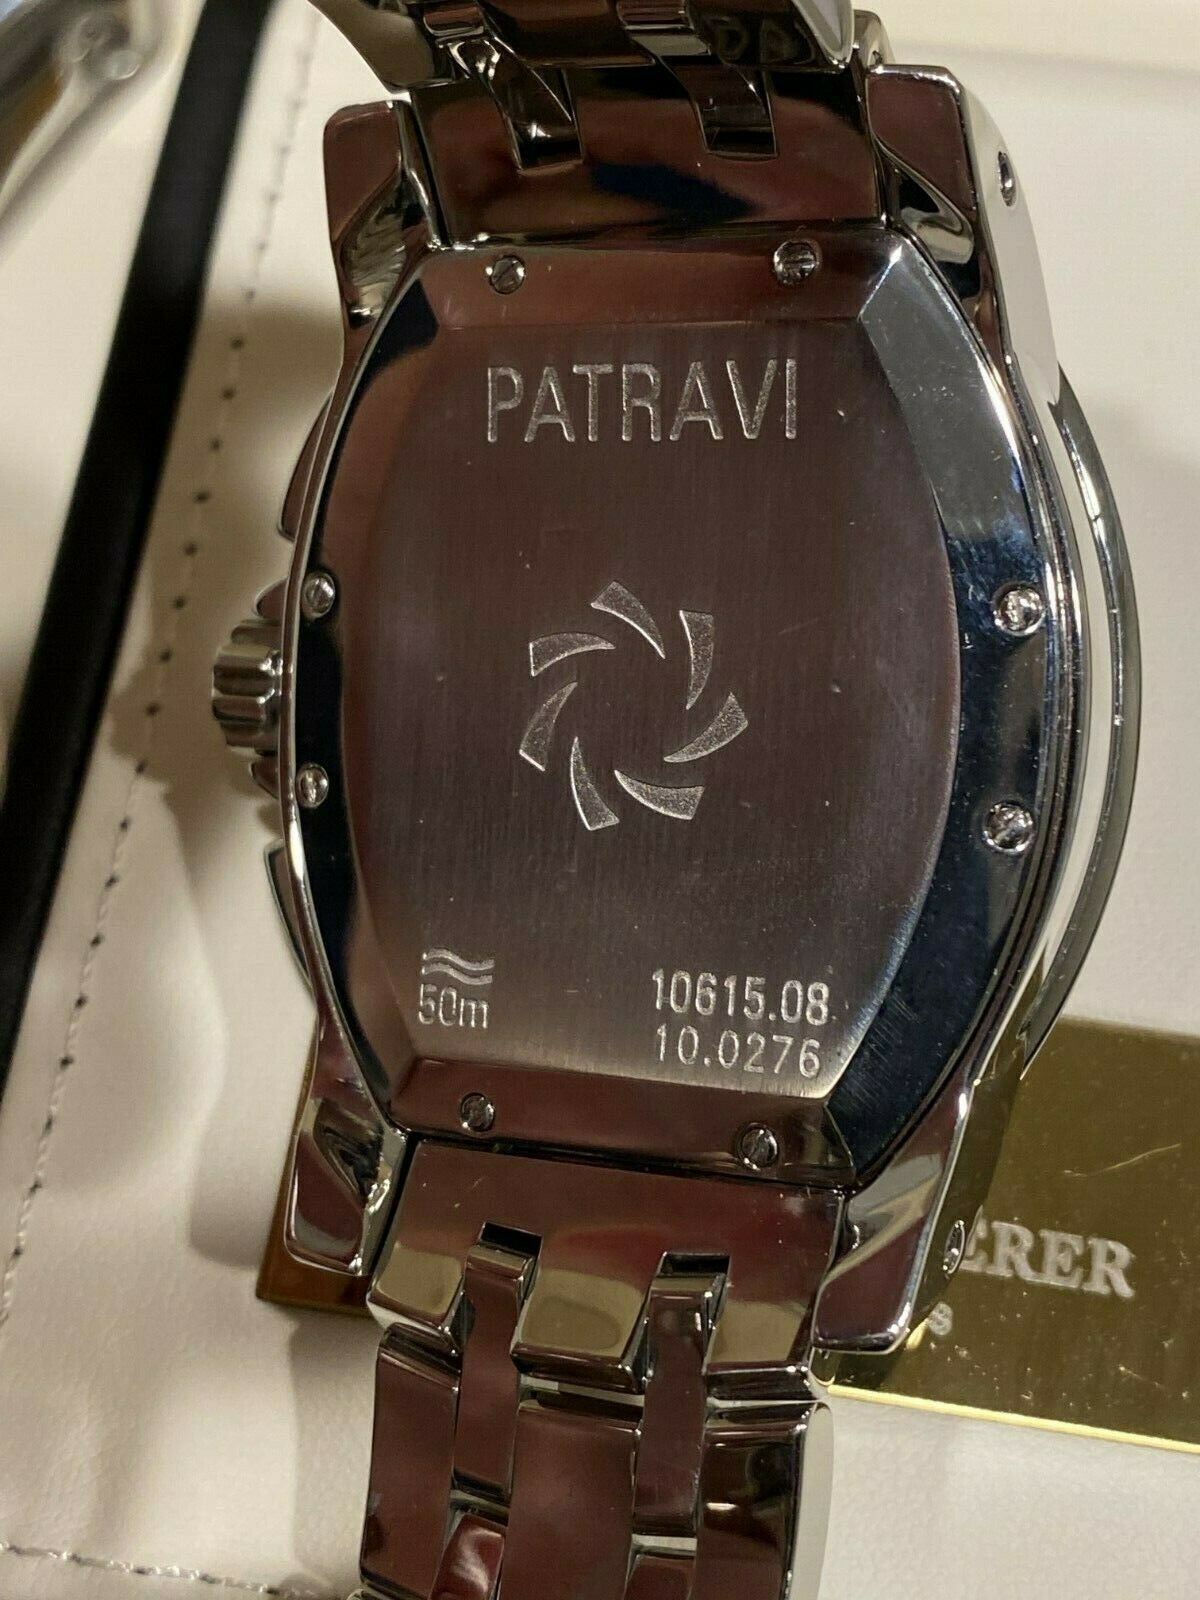 PATRAVI
50m
10615.08
10.0276
ERER